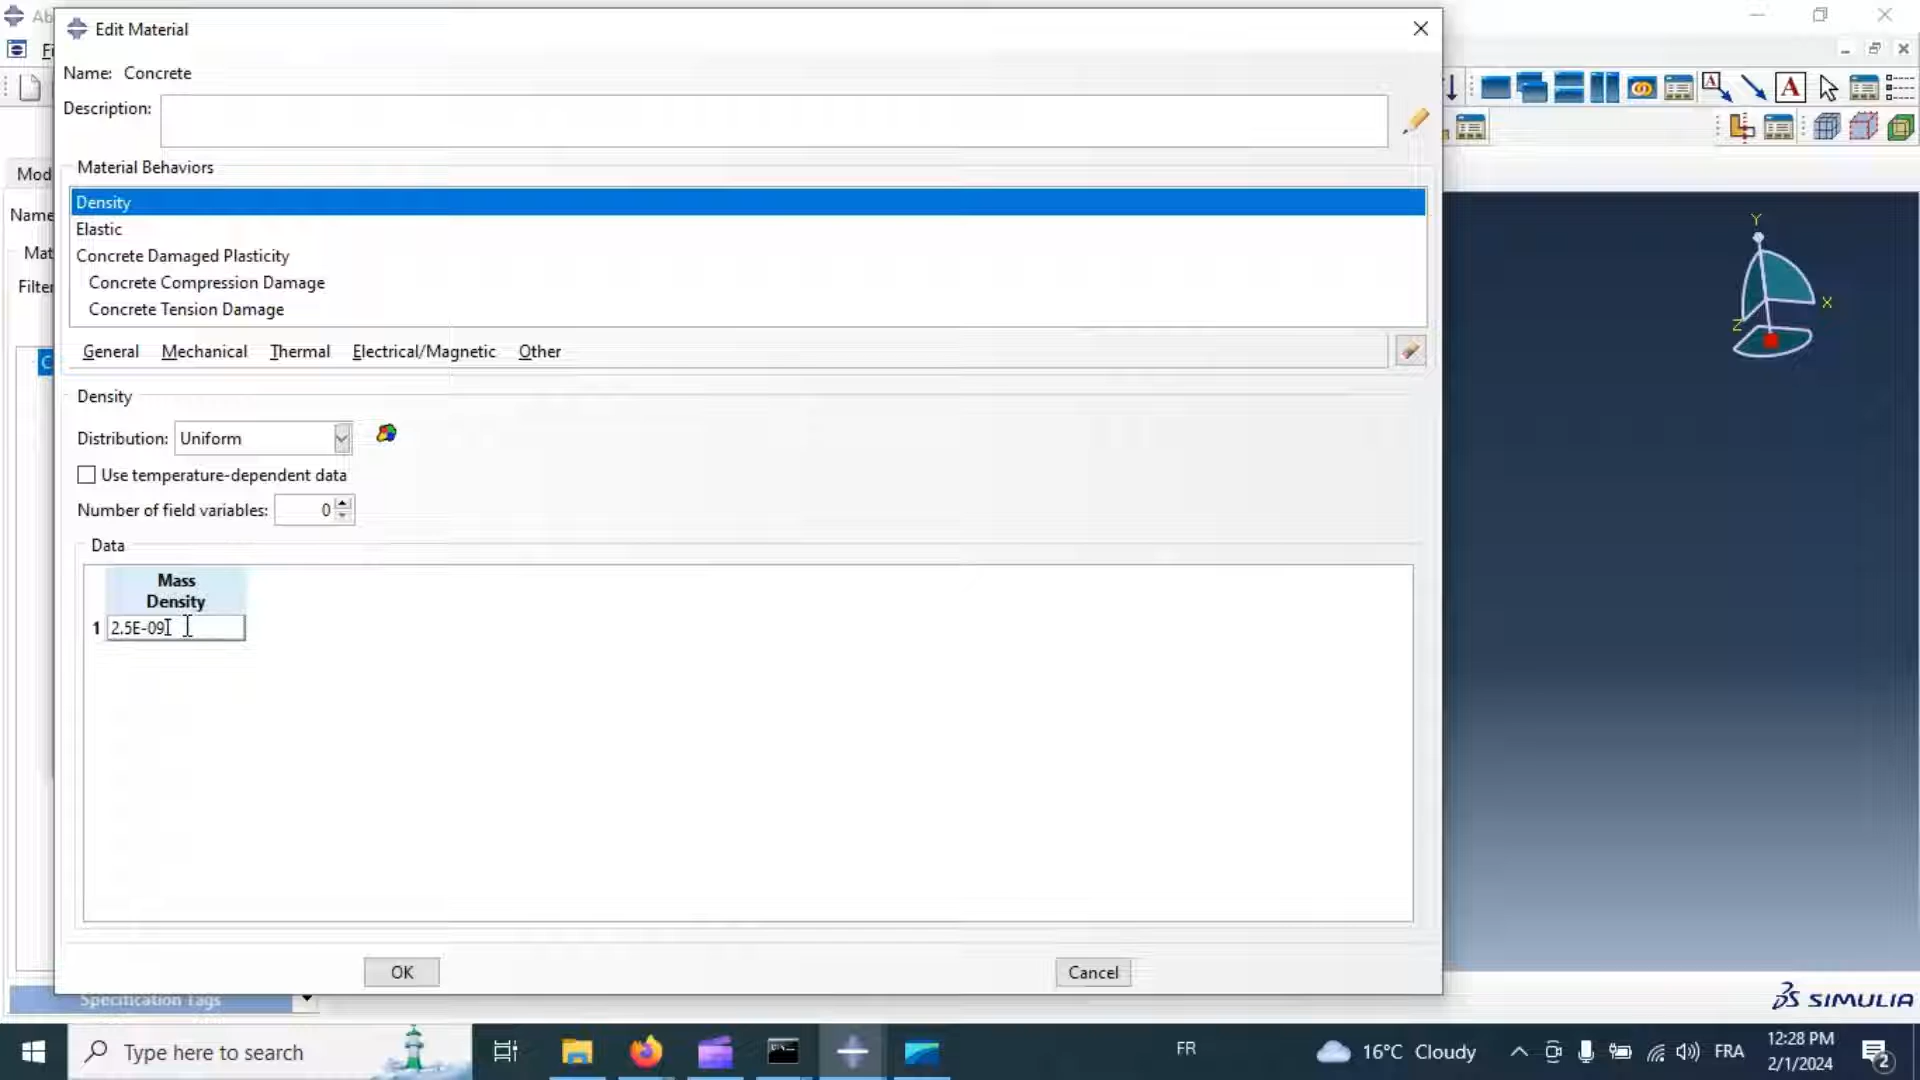 Ab
Edit Material
Fi
Name: Concrete
Description:
A
A
Material Behaviors
Mod
Density
Elastic
Name
Concrete Damaged Plasticity
Mat
Concrete Compression Damage
Filter
Concrete Tension Damage
Y
X
Z
General Mechanical Thermal Electrical/Magnetic Other
C
Density
Distribution: Uniform
Use temperature-dependent data
Number of field variables: 0
Data
Mass
Density
1 2.5E-09
OK Cancel
Specification Tags
SIMULIA
Type here to search
FR
16°C Cloudy
FRA
12:28 PM
2/1/2024
2